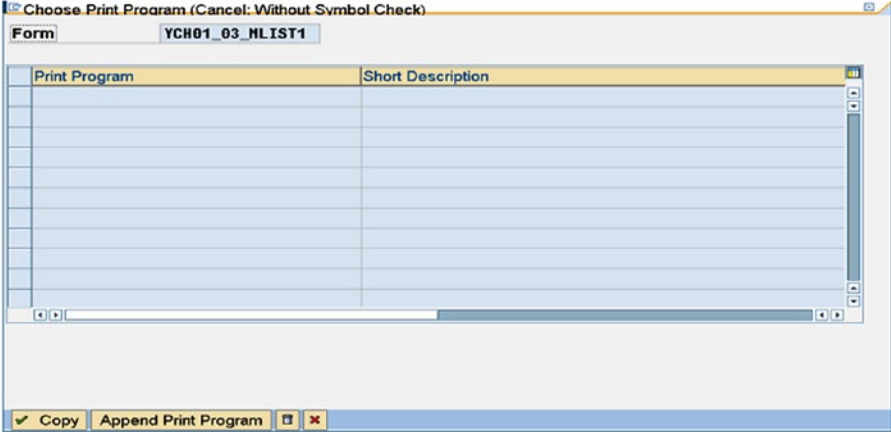 Choose Print Program (Cancel: Without Symbol Check)
Form YCH01_03_MLIST1
Print Program Short Description
Copy Append Print Program